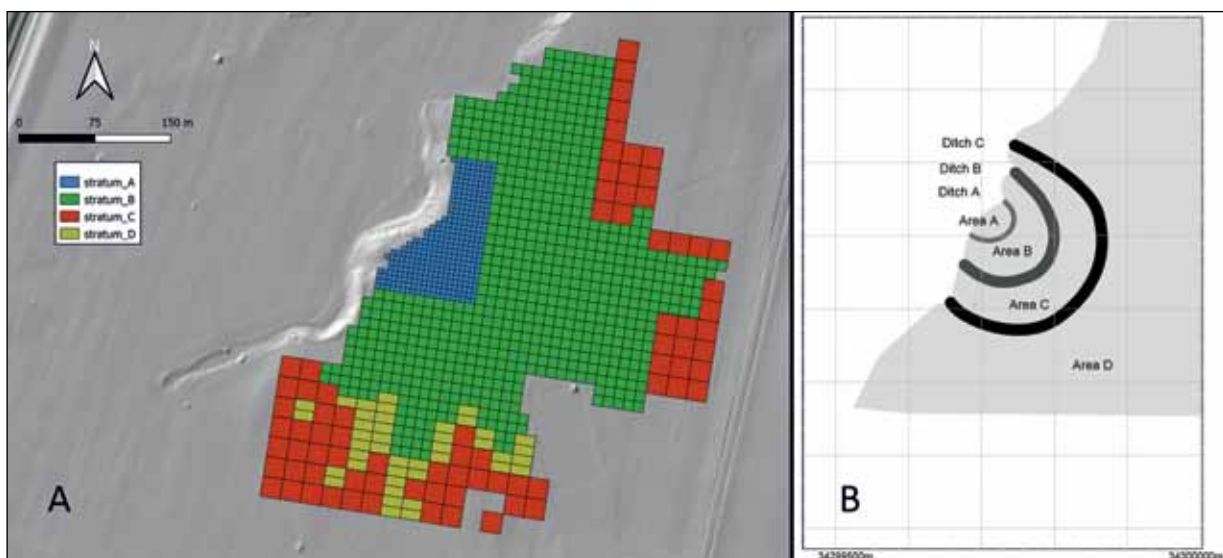 N
0 75 150 m
stratum_A
stratum_B
stratum_C
stratum_D
A
Ditch C
Ditch B
Ditch A
Area A
Area B
Area C
Area D
B